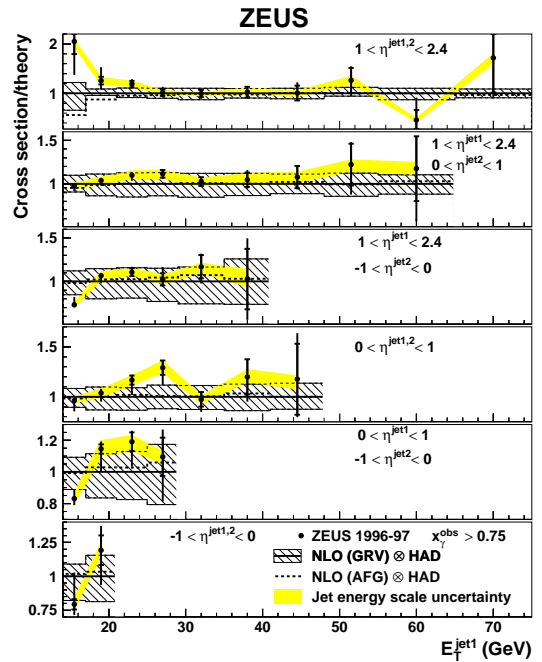 ZEUS
Cross section/theory
2
1
1 < η^jet1,2 < 2.4
1.5
1
1 < η^jet1 < 2.4
0 < η^jet2 < 1
1.5
1
1 < η^jet1 < 2.4
-1 < η^jet2 < 0
1.5
1
0 < η^jet1,2 < 1
1.2
1
0.8
0 < η^jet1 < 1
-1 < η^jet2 < 0
1.25
1
0.75
-1 < η^jet1,2 < 0
ZEUS 1996-97 x_γ^obs > 0.75
NLO (GRV) ⊗ HAD
NLO (AFG) ⊗ HAD
Jet energy scale uncertainty
20 30 40 50 60 70
E_T^jet1 (GeV)